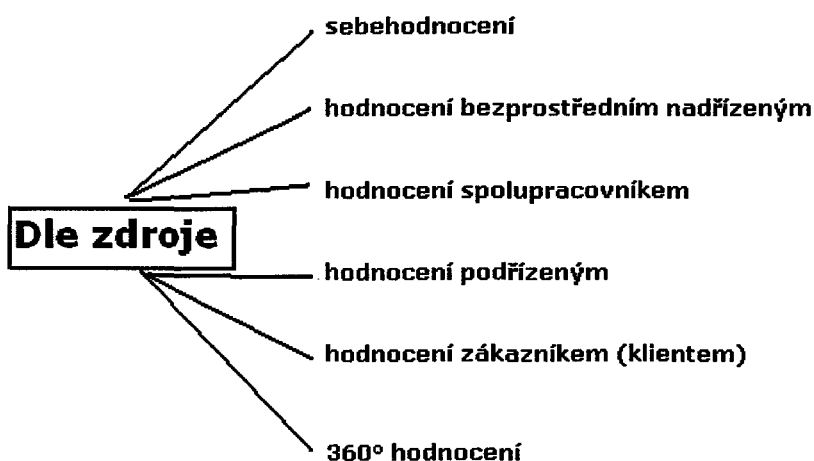 sebehodnocení
hodnocení bezprostředním nadřízeným
hodnocení spolupracovníkem
Dle zdroje
hodnocení podřízeným
hodnocení zákazníkem (klientem)
360° hodnocení